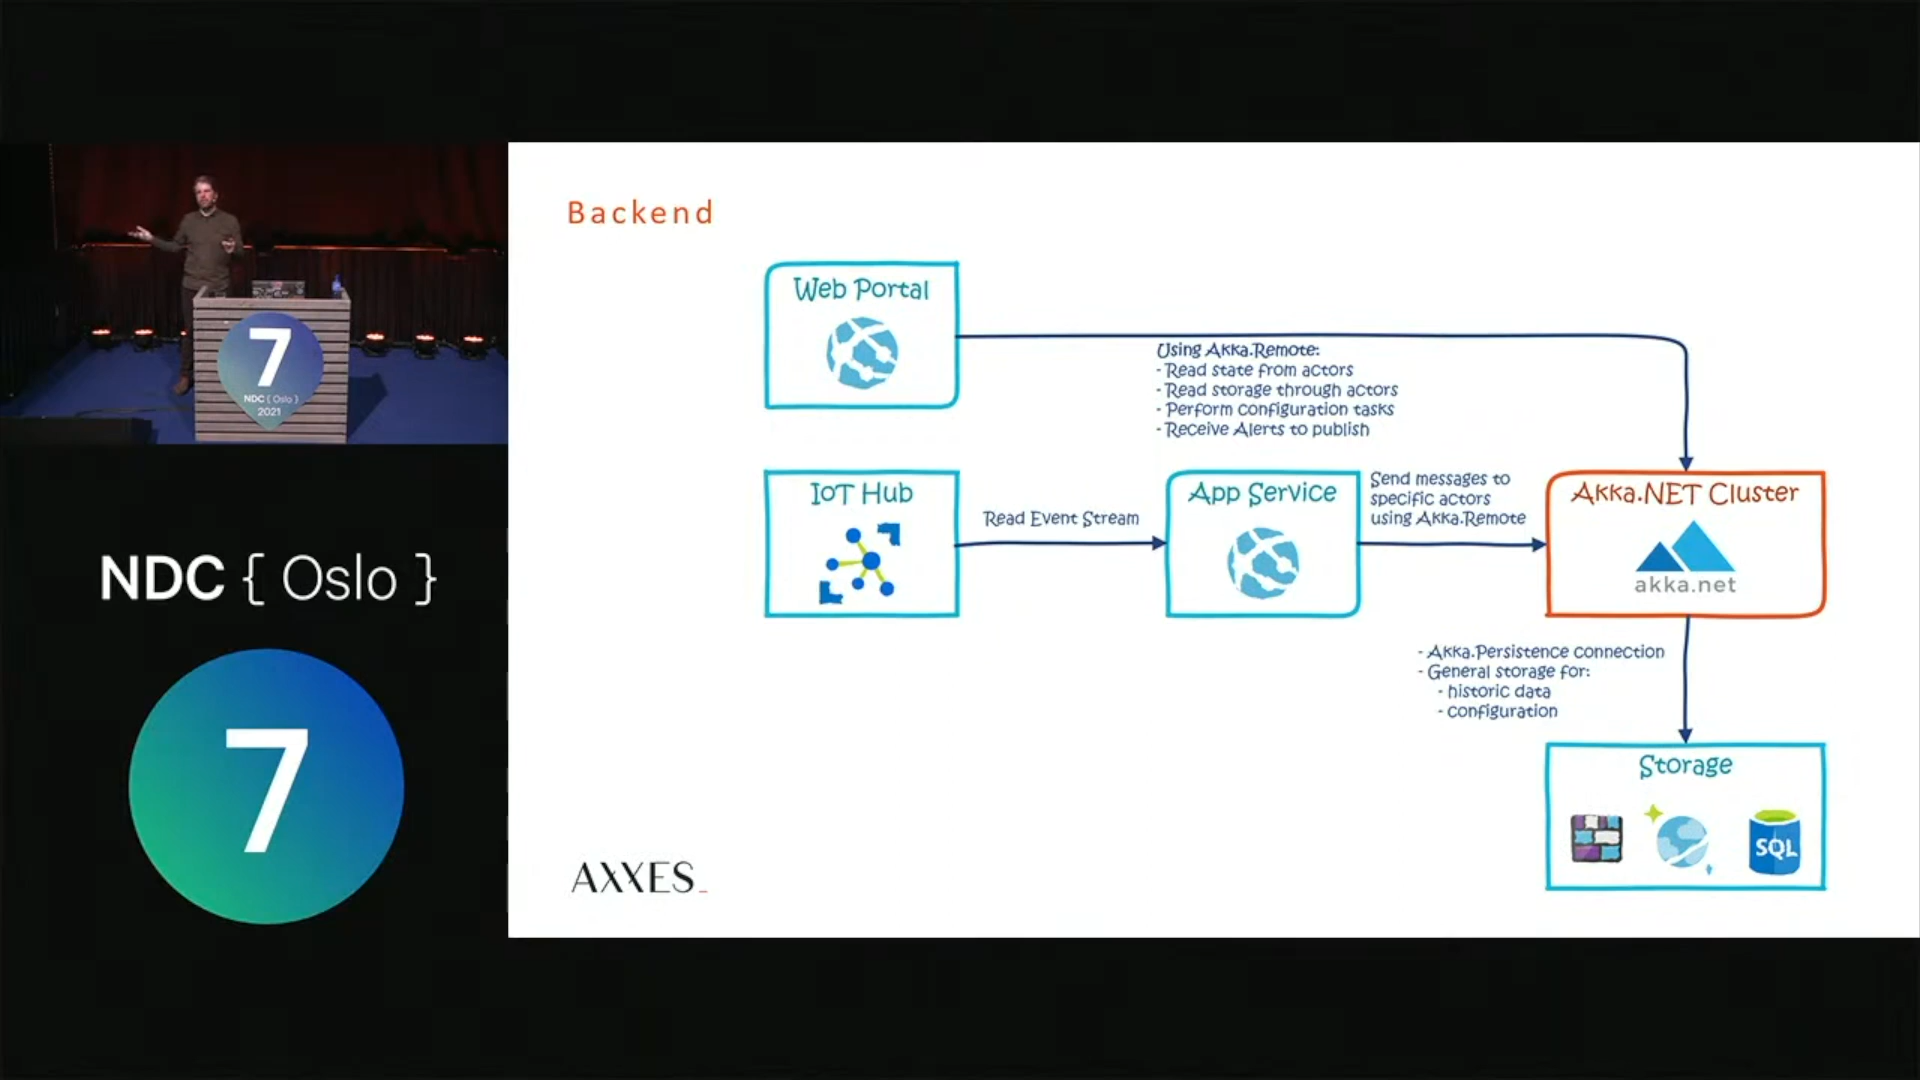 Backend
Web Portal
Using Akka.Remote:
- Read state from actors
- Read storage through actors
- Perform configuration tasks
- Receive Alerts to publish
IoT Hub
Read Event Stream
App Service
Send messages to
specific actors
using Akka.Remote
Akka.NET Cluster
akka.net
- Akka.Persistence connection
- General storage for:
- historic data
- configuration
Storage
SQL
AXXES_
7
NDC { Oslo }
2021
NDC { Oslo }
7